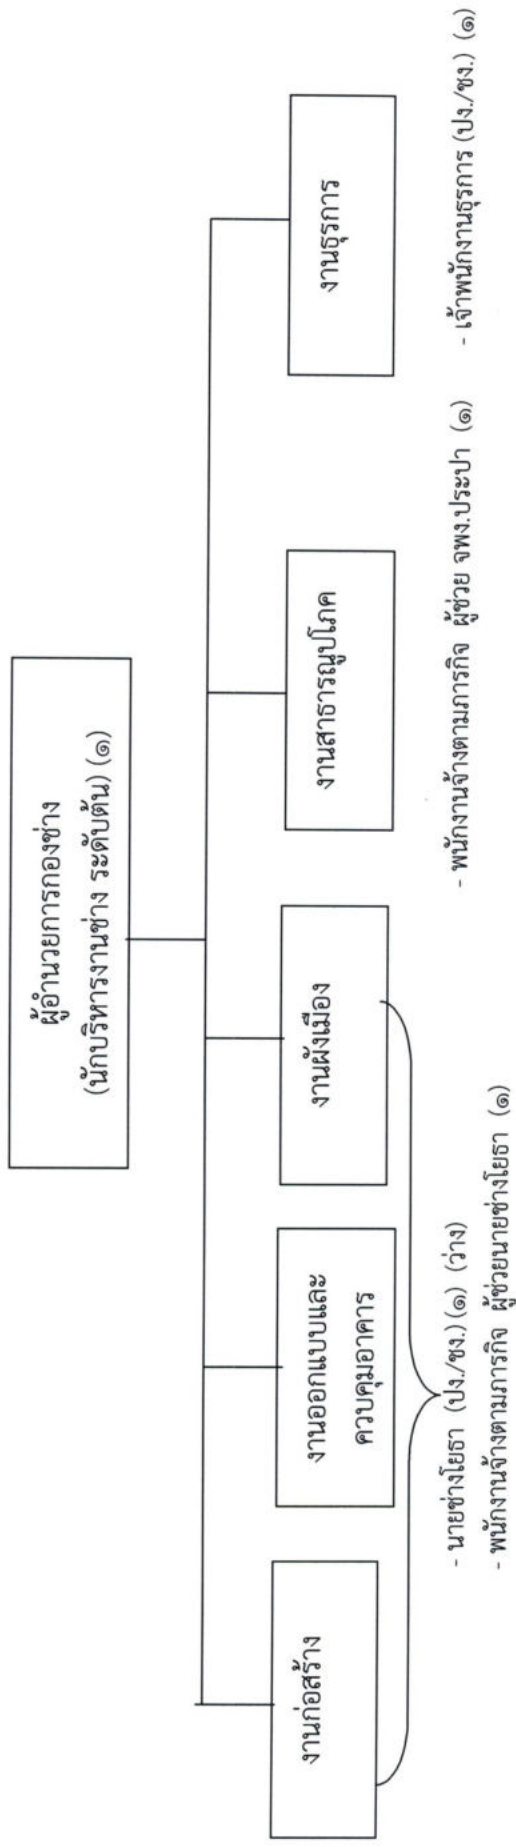 ผู้อำนวยการกองช่าง
(นักบริหารงานช่าง ระดับต้น) (๑)
งานก่อสร้าง
งานออกแบบและ
ควบคุมอาคาร
งานผังเมือง
งานสาธารณูปโภค
งานธุรการ
- นายช่างโยธา (ปง./ชง.) (๑) (ว่าง)
- พนักงานจ้างตามภารกิจ ผู้ช่วยนายช่างโยธา (๑)
- พนักงานจ้างตามภารกิจ ผู้ช่วย จพง.ประปา (๑)
- เจ้าพนักงานธุรการ (ปง./ชง.) (๑)